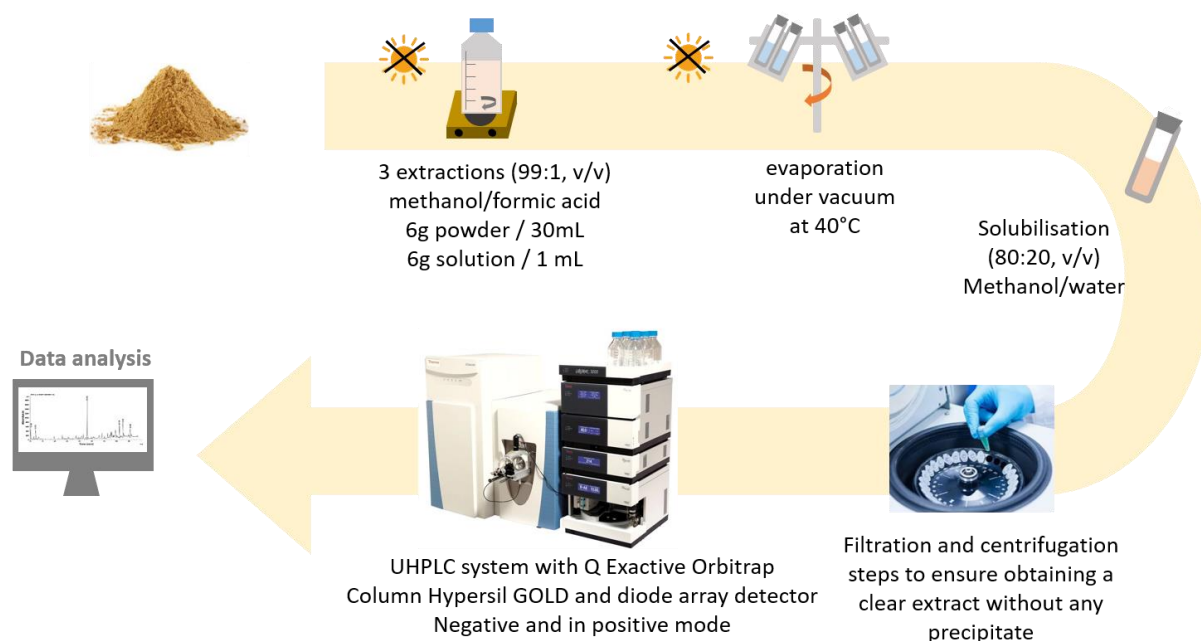 3 extractions (99:1, v/v)
methanol/formic acid
6g powder / 30mL
6g solution / 1 mL
evaporation
under vacuum
at 40°C
Solubilisation
(80:20, v/v)
Methanol/water
Filtration and centrifugation
steps to ensure obtaining a
clear extract without any
precipitate
UHPLC system with Q Exactive Orbitrap
Column Hypersil GOLD and diode array detector
Negative and in positive mode
Data analysis